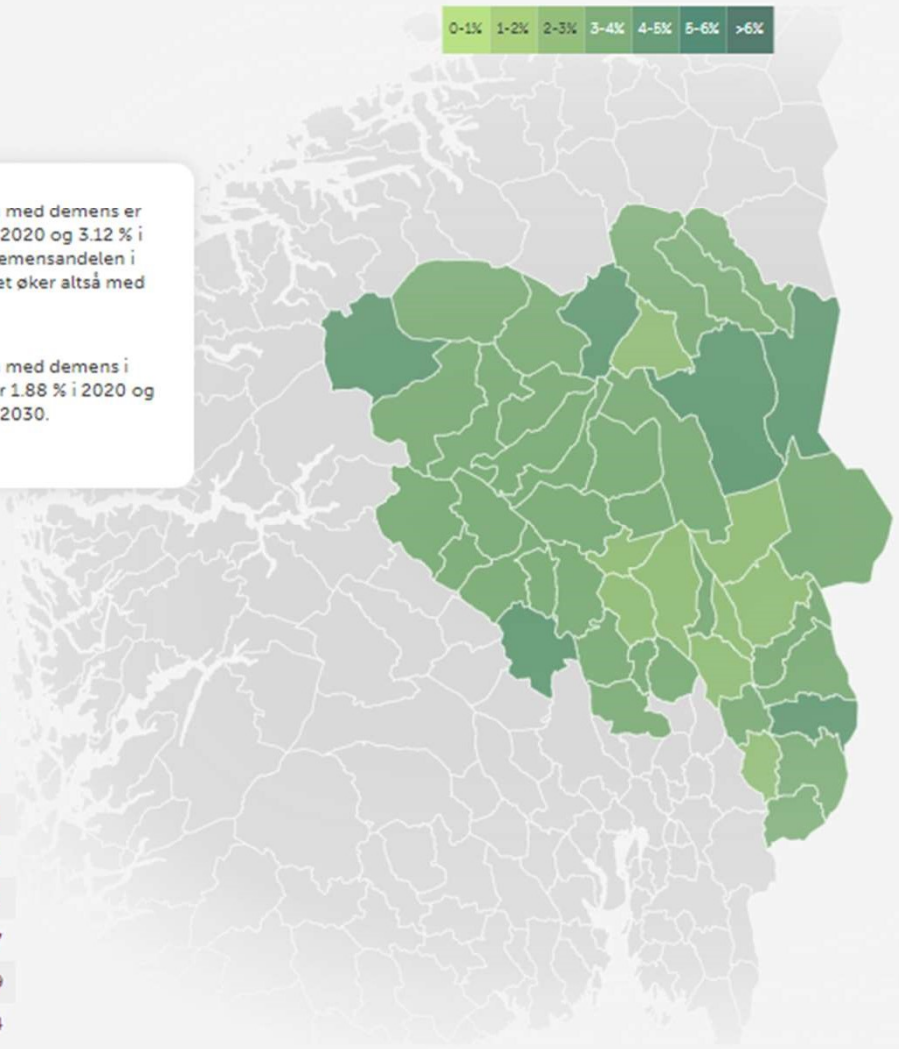 0-1% 1-2% 2-3% 3-4% 4-5% 5-6% >6%
med demens er
2020 og 3.12 % i
emensandelen i
et øker altså med
med demens i
r 1.88 % i 2020 og
2030.